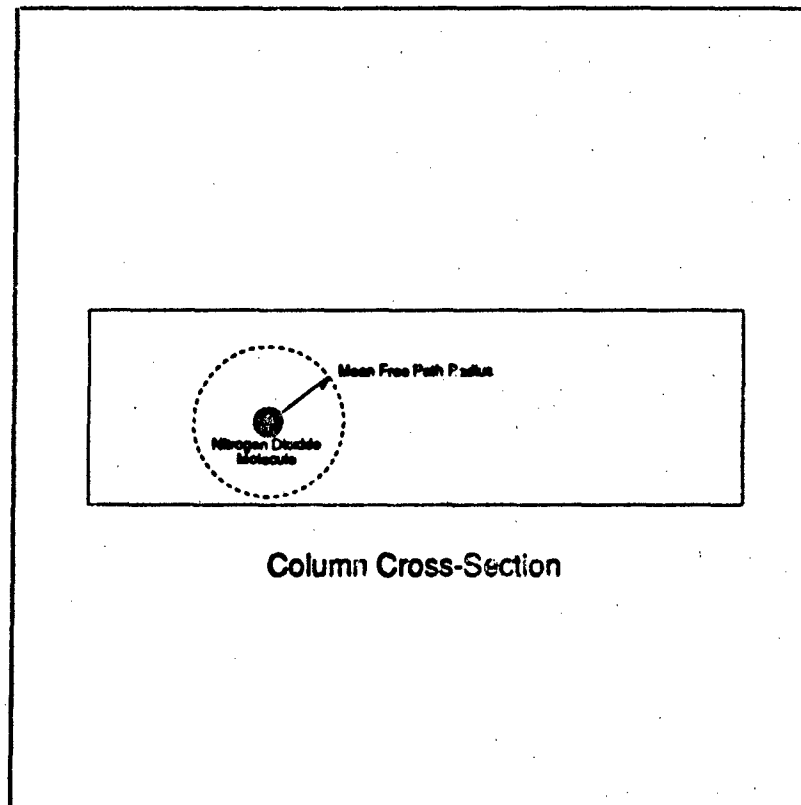 Mean Free Path Radius
Nitrogen Dioxide
Molecule
Column Cross-Section